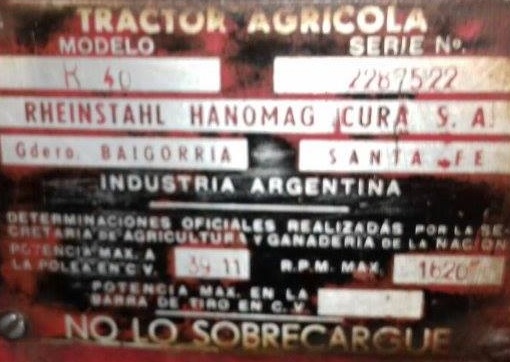 TRACTOR AGRICOLA
MODELO SERIE No.
R 40
RHEINSTAHL HANOMAG CURA S. A.
Gdero. BAIGORRIA SANTA FE
INDUSTRIA ARGENTINA
DETERMINACIONES OFICIALES REALIZADAS POR LA SE-
CRETARIA DE AGRICULTURA Y GANADERIA DE LA NACION
POTENCIA MAX. A
LA POLEA EN C.V. 39 11 R.P.M. MAX. 1620
POTENCIA MAX. EN LA
BARRA DE TIRO EN C.V.
NO LO SOBRECARGUE